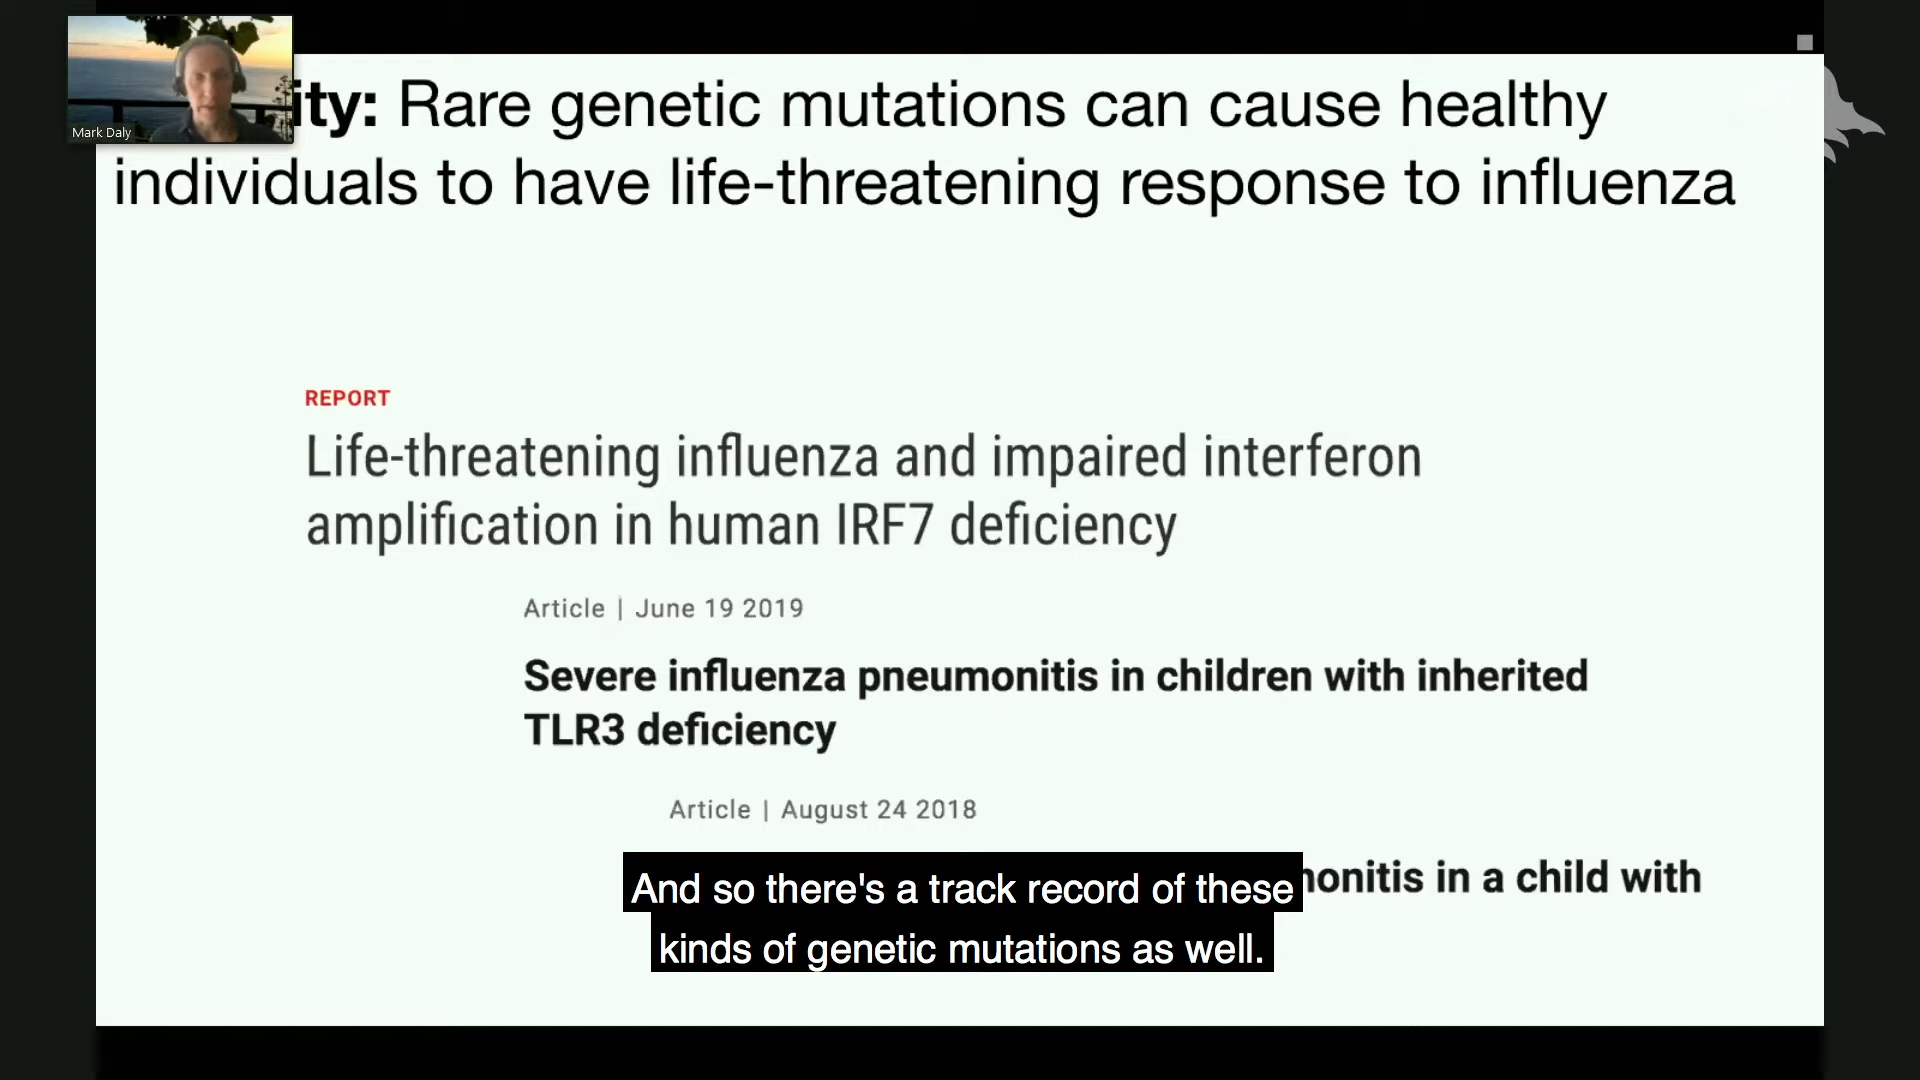 Mark Daly
ity: Rare genetic mutations can cause healthy
individuals to have life-threatening response to influenza
REPORT
Life-threatening influenza and impaired interferon
amplification in human IRF7 deficiency
Article | June 19 2019
Severe influenza pneumonitis in children with inherited
TLR3 deficiency
Article | August 24 2018
onitis in a child with
And so there's a track record of these
kinds of genetic mutations as well.